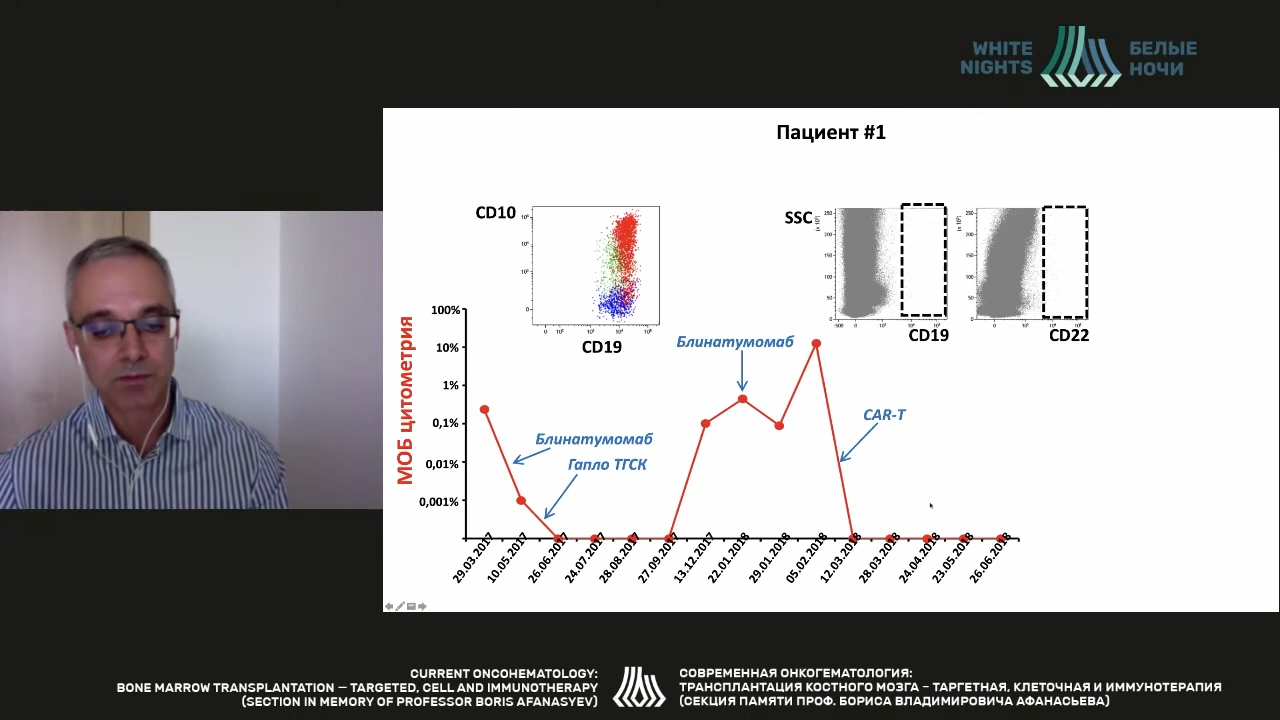 WHITE
NIGHTS
БЕЛЫЕ
НОЧИ
Пациент #1
CD10
CD19
SSC
CD19
CD22
МОБ цитометрия
100%
10%
1%
0,1%
0,01%
0,001%
Блинатумомаб
Гапло ТГСК
Блинатумомаб
CAR-T
29.03.2017
10.05.2017
26.06.2017
24.07.2017
28.08.2017
27.09.2017
13.12.2017
22.01.2018
29.01.2018
05.02.2018
12.03.2018
28.03.2018
24.04.2018
23.05.2018
26.06.2018
CURRENT ONCOHEMATOLOGY:
BONE MARROW TRANSPLANTATION – TARGETED, CELL AND IMMUNOTHERAPY
(SECTION IN MEMORY OF PROFESSOR BORIS AFANASYEV)
СОВРЕМЕННАЯ ОНКОГЕМАТОЛОГИЯ:
ТРАНСПЛАНТАЦИЯ КОСТНОГО МОЗГА – ТАРГЕТНАЯ, КЛЕТОЧНАЯ И ИММУНОТЕРАПИЯ
(СЕКЦИЯ ПАМЯТИ ПРОФ. БОРИСА ВЛАДИМИРОВИЧА АФАНАСЬЕВА)